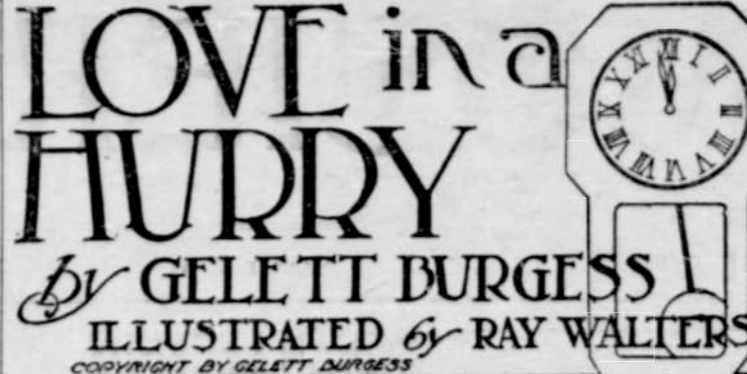 LOVE in a
HURRY
by GELETT BURGESS
ILLUSTRATED by RAY WALTERS
COPYRIGHT BY GELETT BURGESS